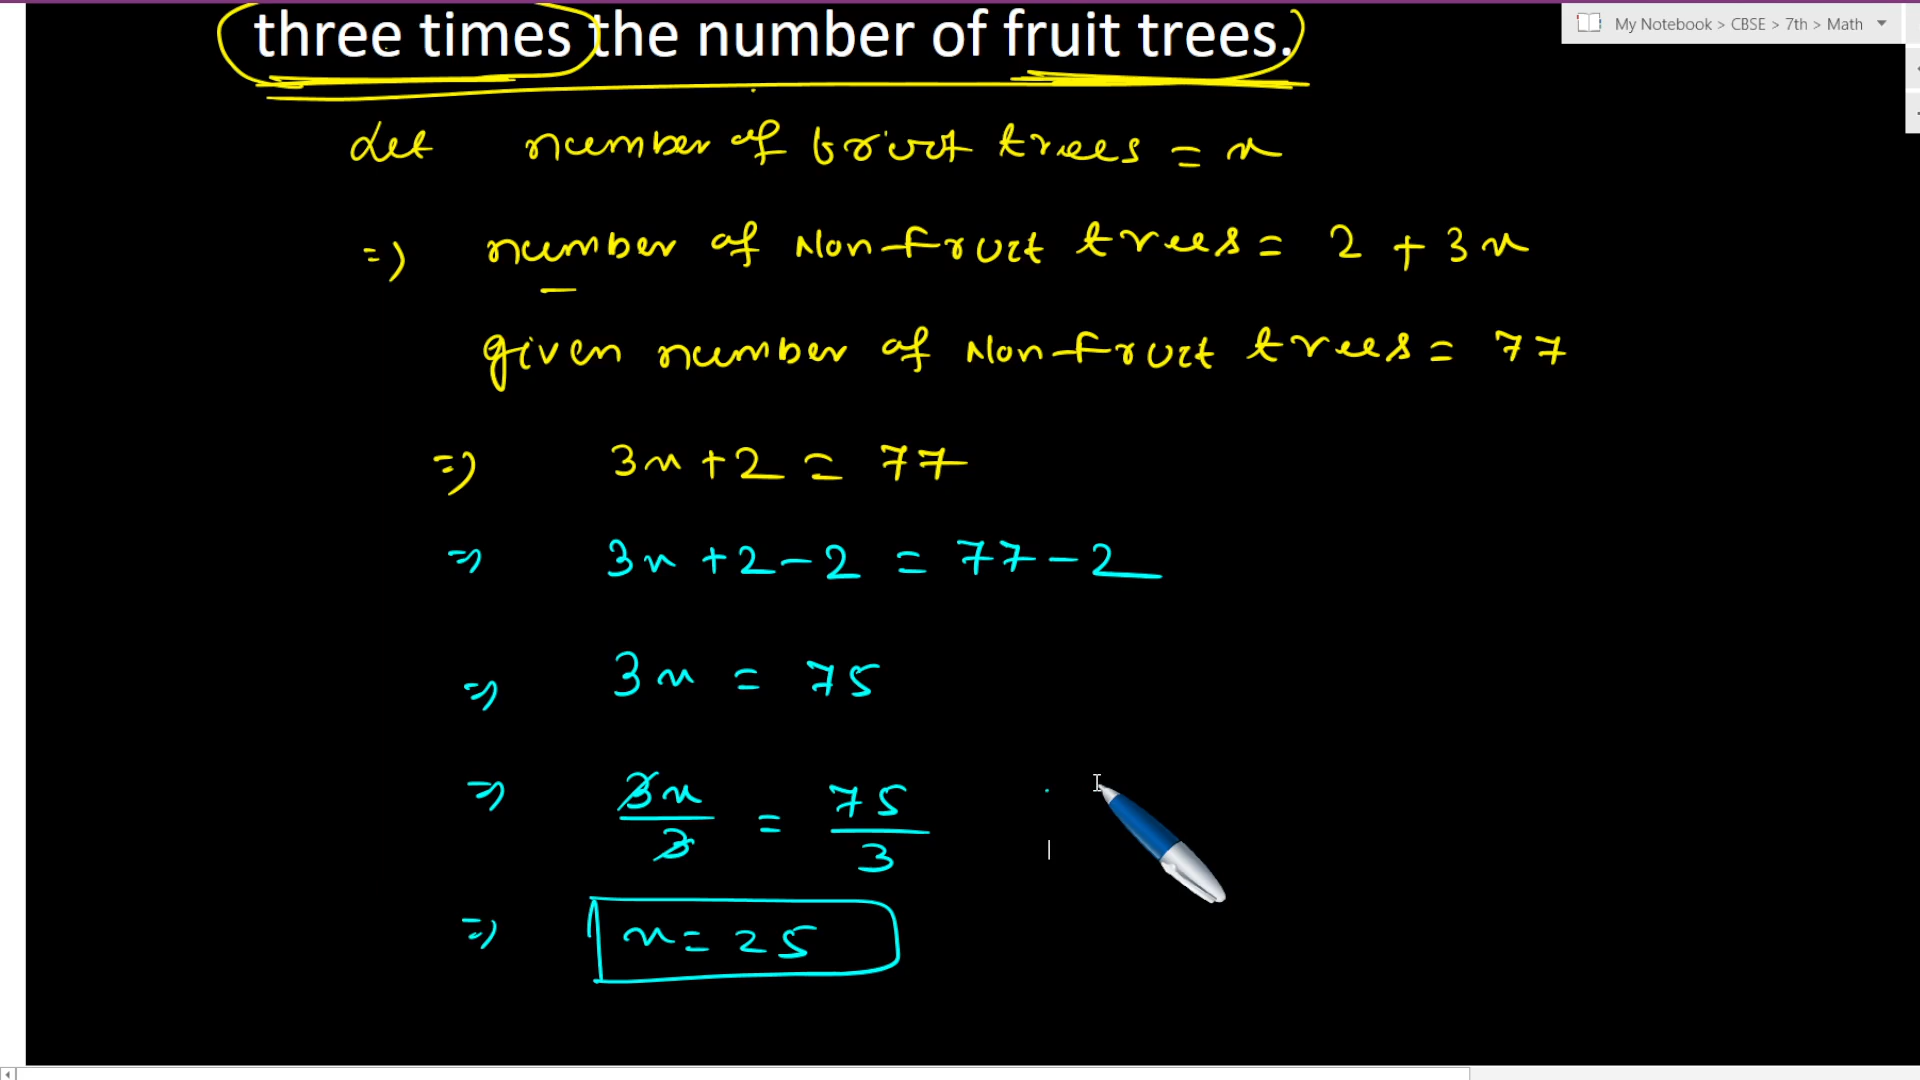 three times the number of fruit trees.
My Notebook > CBSE > 7th > Math
Let number of fruit trees = x
=> number of Non-fruit trees = 2 + 3x
given number of Non-fruit trees = 77
=> 3x + 2 = 77
=> 3x + 2 - 2 = 77 - 2
=> 3x = 75
=> 3x/3 = 75/3
=> x = 25